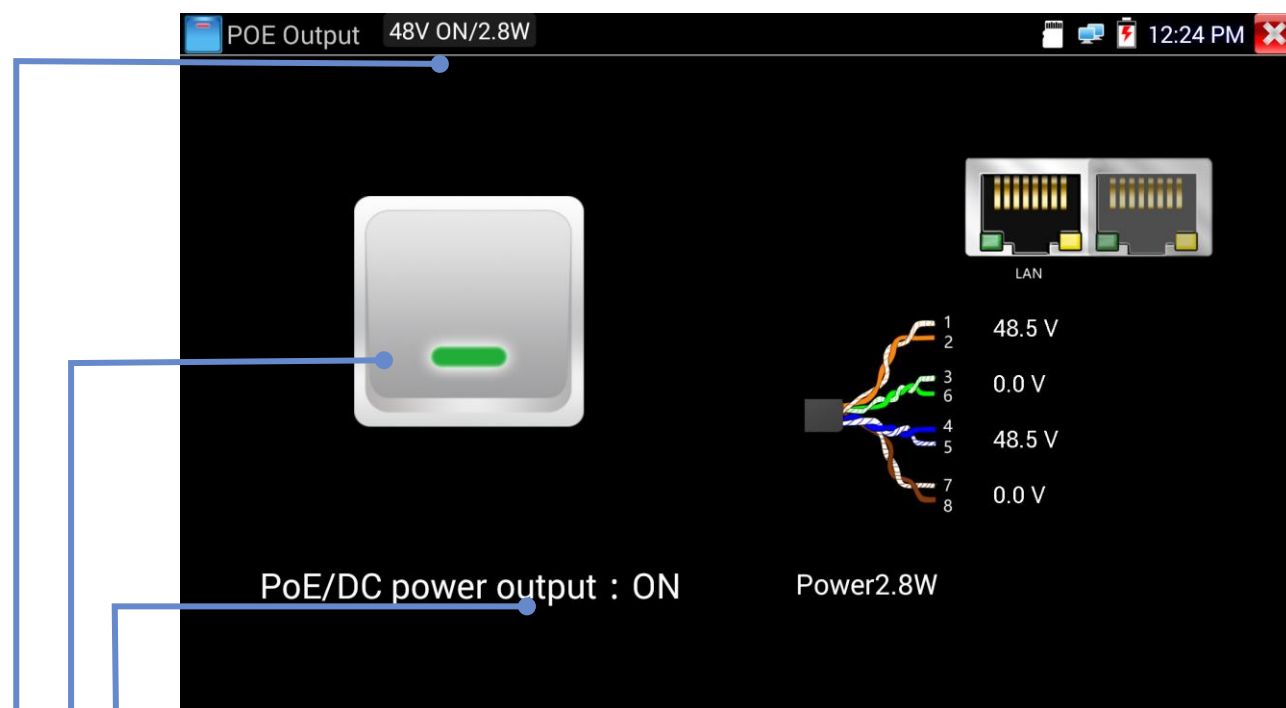 POE Output 48V ON/2.8W 12:24 PM
LAN
1 48.5 V
2
3 0.0 V
6
4 48.5 V
5
7 0.0 V
8
PoE/DC power output：ON Power2.8W